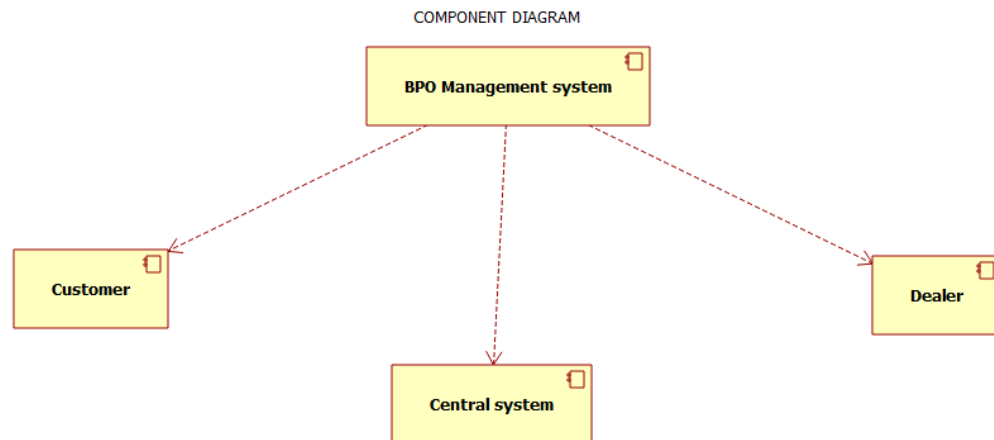 COMPONENT DIAGRAM
BPO Management system
Customer
Dealer
Central system